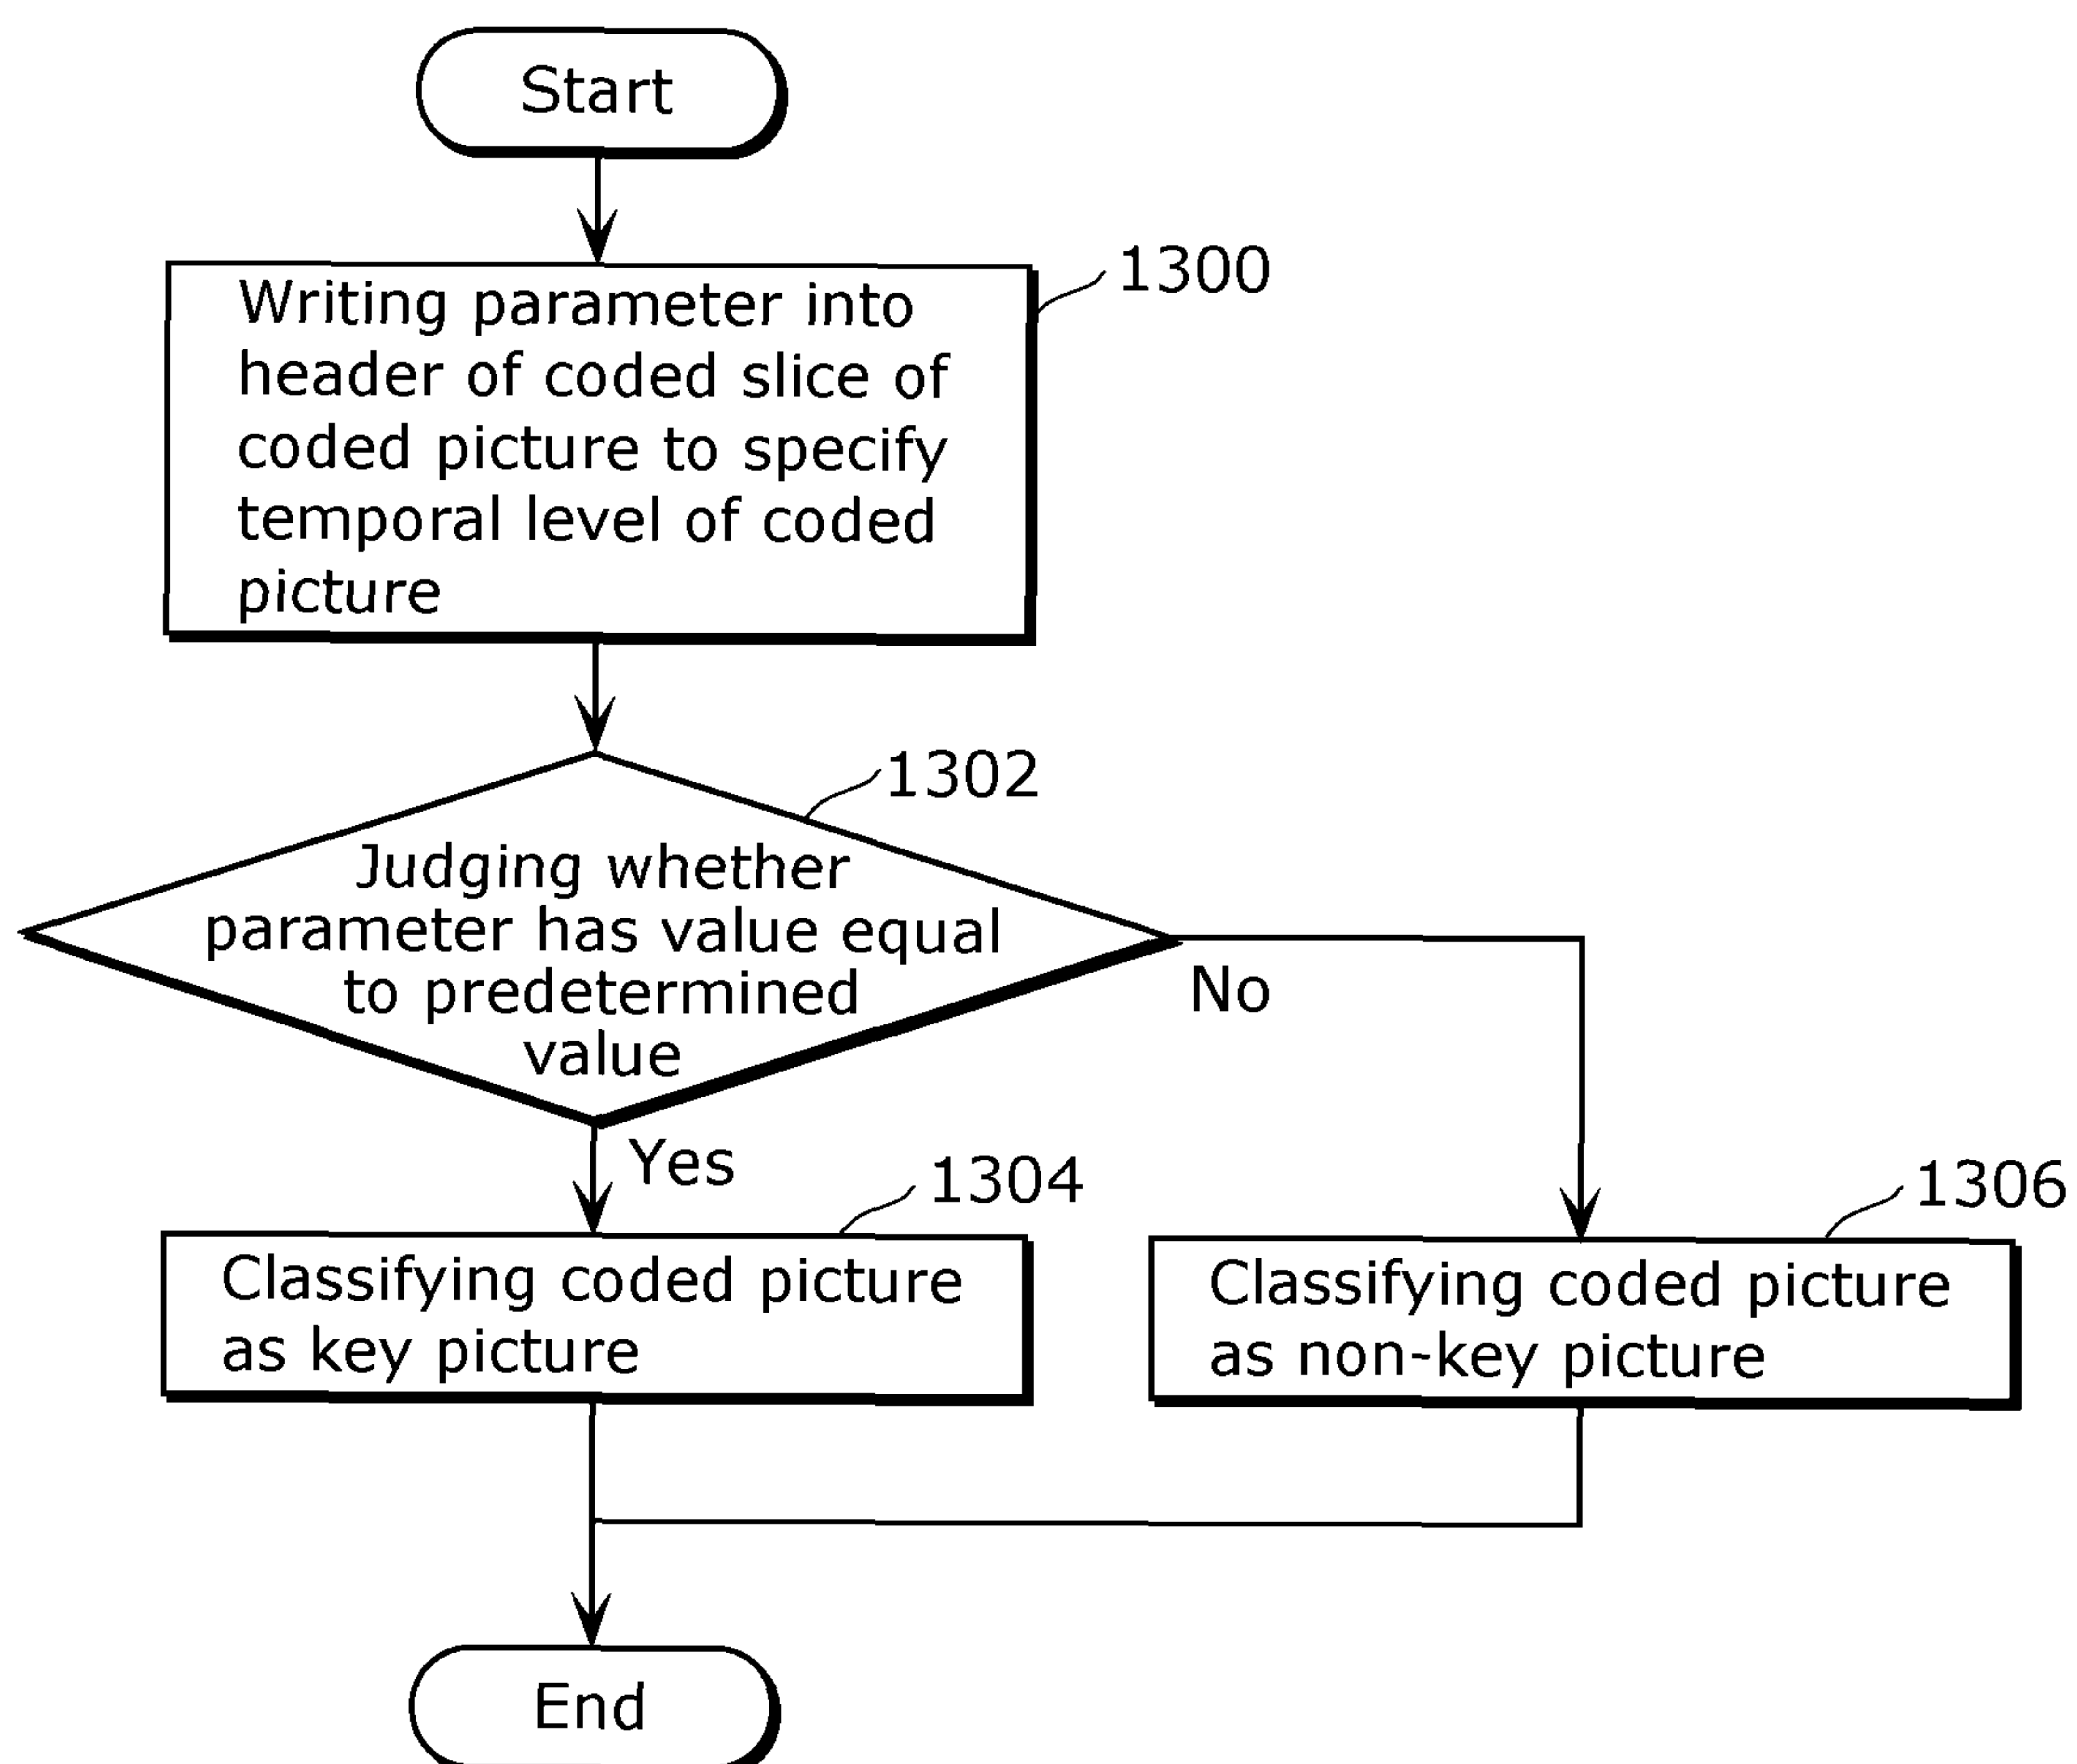 Start
1300
Writing parameter into
header of coded slice of
coded picture to specify
temporal level of coded
picture
1302
Judging whether
parameter has value equal
to predetermined
value
No
Yes
1304
1306
Classifying coded picture
as key picture
Classifying coded picture
as non-key picture
End